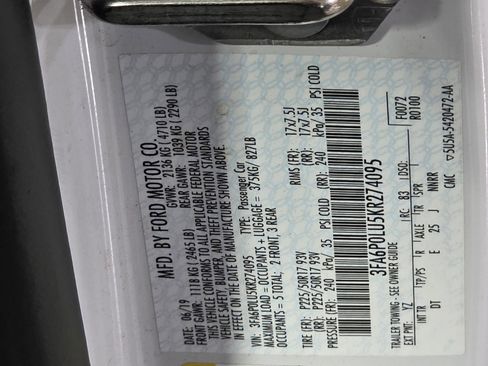 MFD. BY FORD MOTOR CO.
DATE: 06/19 GVWR: 2136 KG ( 4710 LB)
FRONT GAWR: 1118 KG ( 2465 LB) REAR GAWR: 1039 KG ( 2290 LB)
THIS VEHICLE CONFORMS TO ALL APPLICABLE FEDERAL MOTOR
VEHICLE SAFETY, BUMPER, AND THEFT PREVENTION STANDARDS
IN EFFECT ON THE DATE OF MANUFACTURE SHOWN ABOVE.
VIN: 3FA6P0LU5KR274095 TYPE: Passenger Car
MAXIMUM LOAD = OCCUPANTS + LUGGAGE = 375KG/ 827LB
OCCUPANTS = 5 TOTAL: 2 FRONT, 3 REAR
FR): P225/50R17 93V RIMS (FR): 17x7.5J
RR): P225/50R17 93V (RR): 17x7.5J
PRESSURE (FR): 240 kPa/ 35 PSI COLD (RR): 240 kPa/ 35 PSI COLD
3FA6P0LU5KR274095
TRAILER TOWING - SEE OWNER GUIDE F0072
EXT PNT: YZ RC: 83 DSO: R0100
INT TR TP/PS R AXLE TR SPR
DT E 25 J NNRR
GMC ▽5U5A-5420472-AA